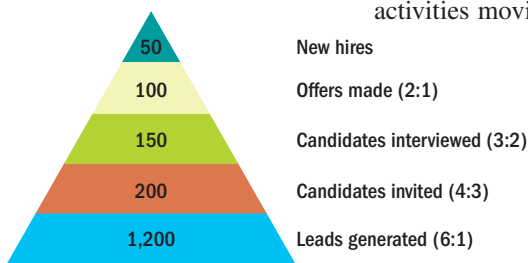 activities
50 New hires
100 Offers made (2:1)
150 Candidates interviewed (3:2)
200 Candidates invited (4:3)
1,200 Leads generated (6:1)